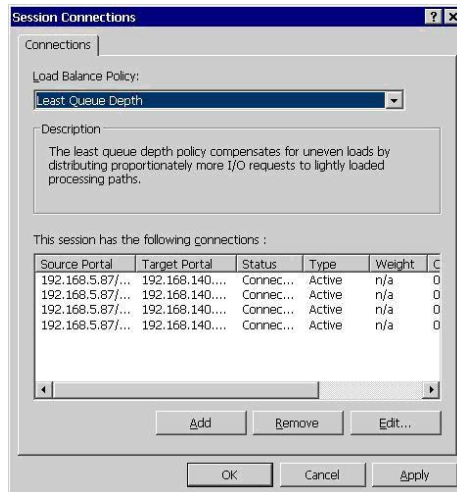 Session Connections
Connections
Load Balance Policy:
Least Queue Depth
Description
The least queue depth policy compensates for uneven loads by
distributing proportionately more I/O requests to lightly loaded
processing paths.
This session has the following connections :
Source Portal Target Portal Status Type Weight C
192.168.5.87/... 192.168.140.... Connec... Active n/a 0
192.168.5.87/... 192.168.140.... Connec... Active n/a 0
192.168.5.87/... 192.168.140.... Connec... Active n/a 0
192.168.5.87/... 192.168.140.... Connec... Active n/a 0
Add Remove Edit...
OK Cancel Apply